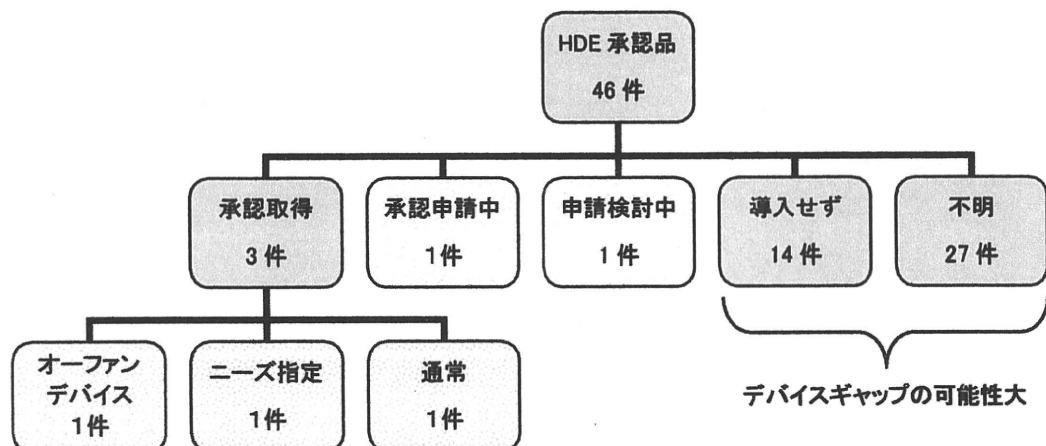 HDE 承認品
46 件
承認取得
3 件
承認申請中
1件
申請検討中
1 件
導入せず
14 件
不明
27 件
オーファン
デバイス
1件
ニーズ指定
1件
通常
1件
デバイスギャップの可能性大